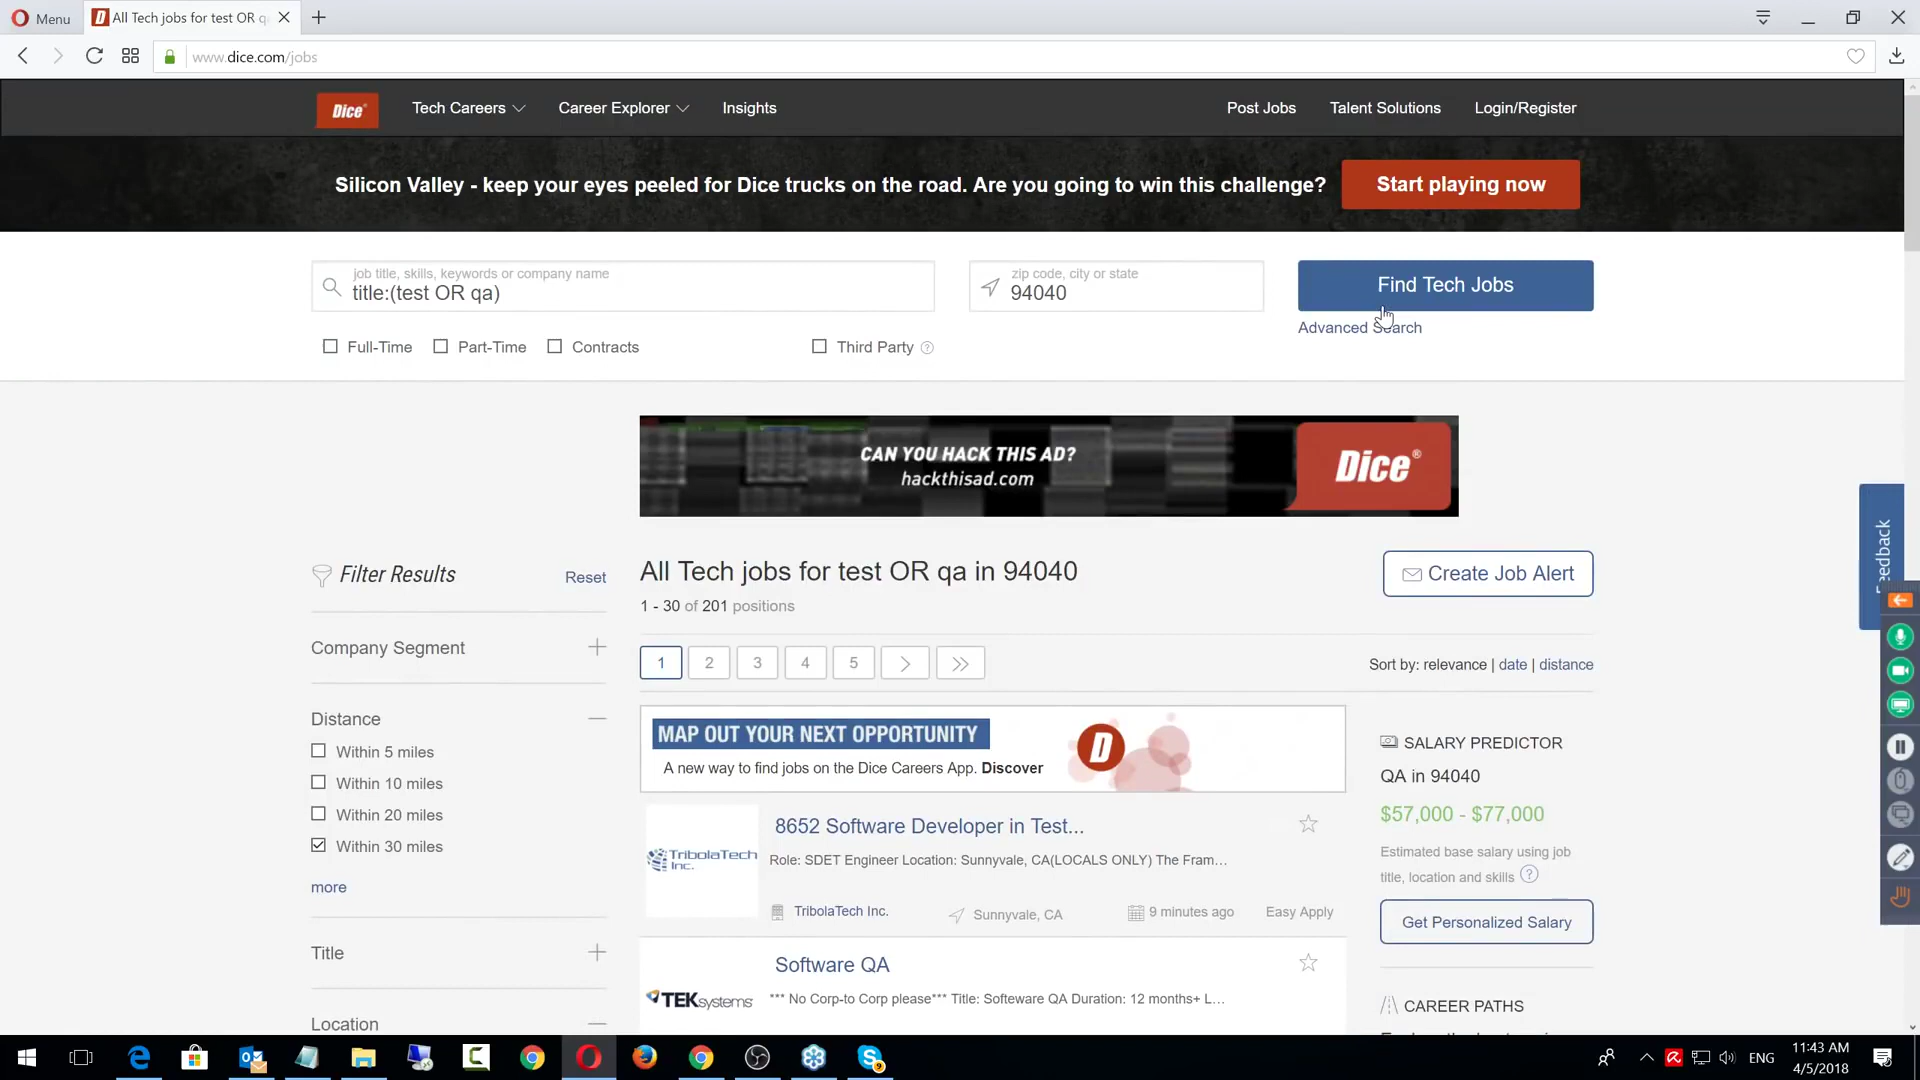 Menu
All Tech jobs for test OR q
www.dice.com/jobs
Dice
Tech Careers
Career Explorer
Insights
Post Jobs
Talent Solutions
Login/Register
Silicon Valley - keep your eyes peeled for Dice trucks on the road. Are you going to win this challenge?
Start playing now
job title, skills, keywords or company name
title:(test OR qa)
zip code, city or state
94040
Find Tech Jobs
Advanced Search
Full-Time
Part-Time
Contracts
Third Party
CAN YOU HACK THIS AD?
hackthisad.com
Dice
Feedback
Filter Results
Reset
All Tech jobs for test OR qa in 94040
1 - 30 of 201 positions
Create Job Alert
Company Segment
1 2 3 4 5
Sort by: relevance | date | distance
Distance
Within 5 miles
Within 10 miles
Within 20 miles
Within 30 miles
more
MAP OUT YOUR NEXT OPPORTUNITY
A new way to find jobs on the Dice Careers App. Discover
D
SALARY PREDICTOR
QA in 94040
$57,000 - $77,000
Estimated base salary using job
title, location and skills
Get Personalized Salary
TribolaTech
Inc.
8652 Software Developer in Test...
Role: SDET Engineer Location: Sunnyvale, CA(LOCALS ONLY) The Fram...
TribolaTech Inc.
Sunnyvale, CA
9 minutes ago
Easy Apply
Title
TEKsystems
Software QA
*** No Corp-to Corp please*** Title: Softeware QA Duration: 12 months+ L...
CAREER PATHS
Location
ENG
11:43 AM
4/5/2018